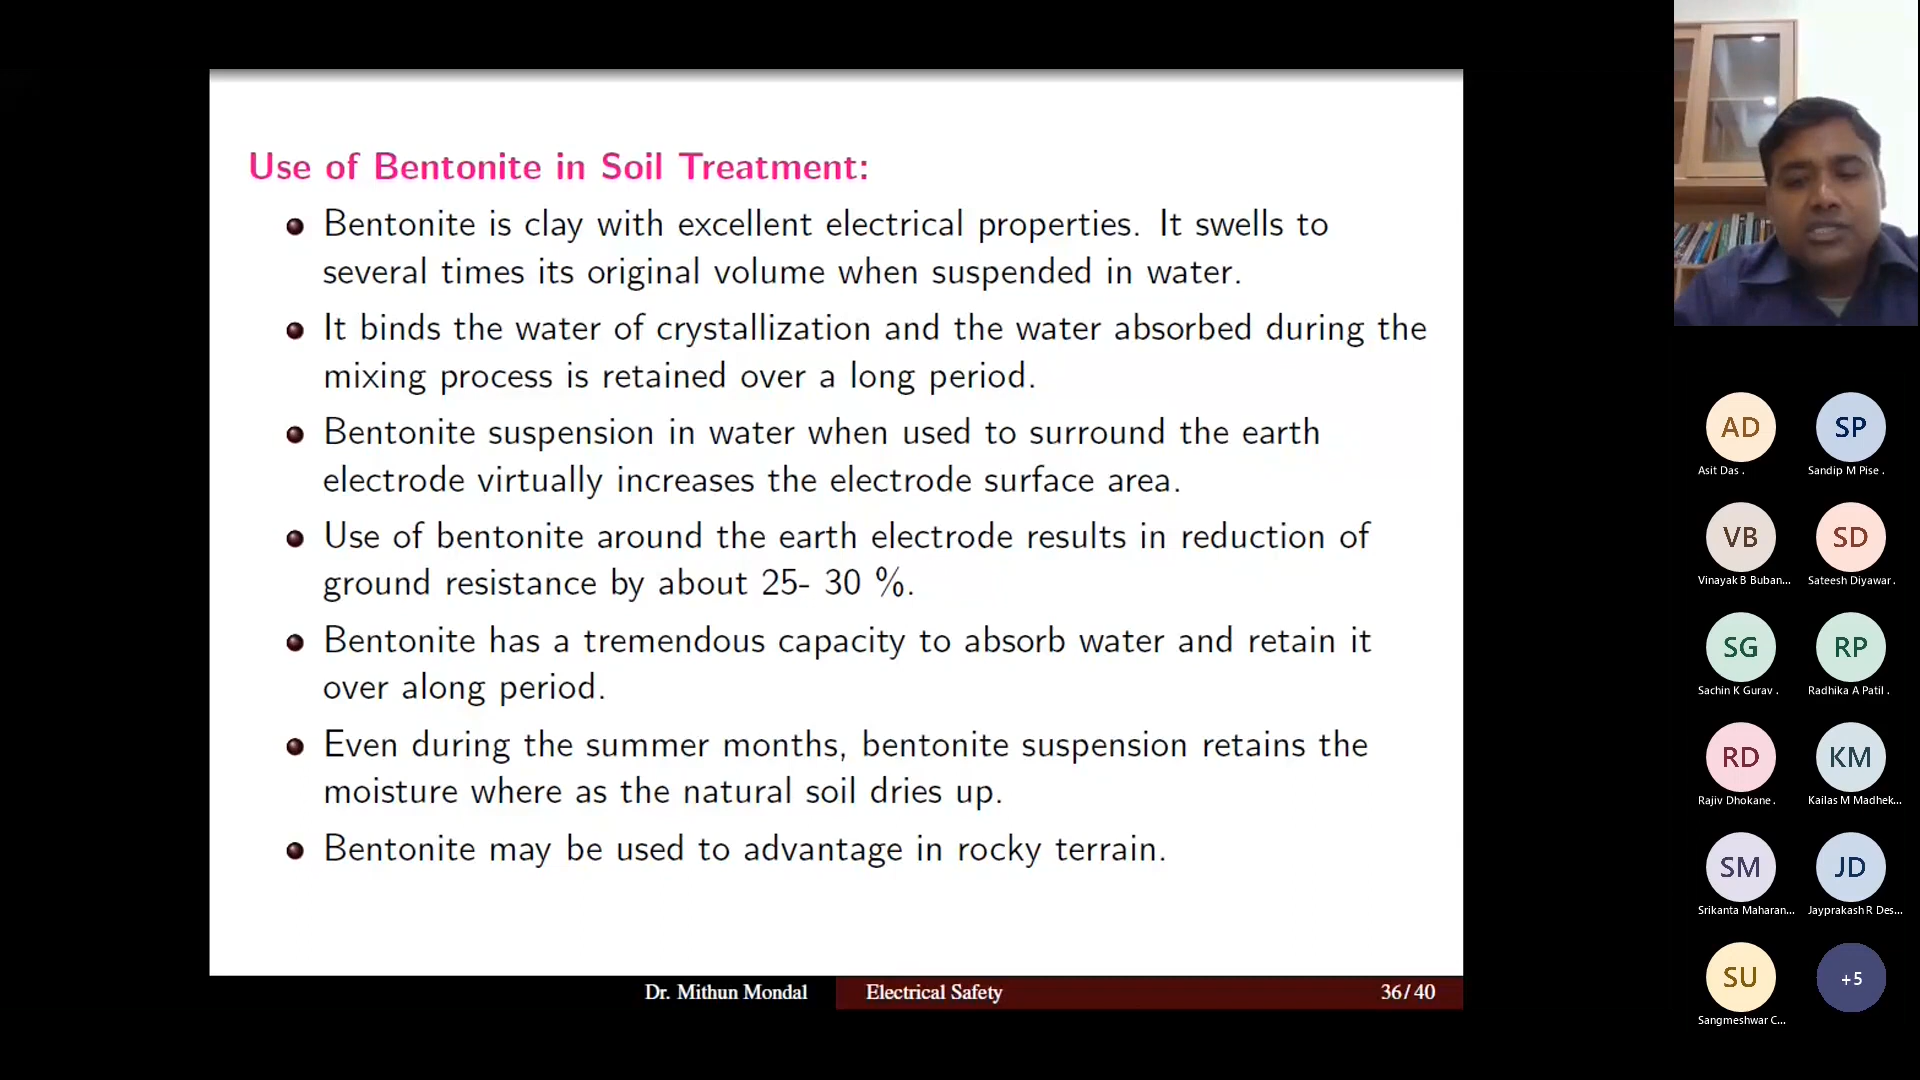 Use of Bentonite in Soil Treatment:
Bentonite is clay with excellent electrical properties. It swells to
several times its original volume when suspended in water.
It binds the water of crystallization and the water absorbed during the
mixing process is retained over a long period.
Bentonite suspension in water when used to surround the earth
electrode virtually increases the electrode surface area.
Use of bentonite around the earth electrode results in reduction of
ground resistance by about 25- 30 %.
Bentonite has a tremendous capacity to absorb water and retain it
over along period.
Even during the summer months, bentonite suspension retains the
moisture where as the natural soil dries up.
Bentonite may be used to advantage in rocky terrain.
Dr. Mithun Mondal
Electrical Safety
36/40
AD
SP
Asit Das .
Sandip M Pise .
VB
SD
Vinayak B Buban...
Sateesh Diyawar .
SG
RP
Sachin K Gurav .
Radhika A Patil .
RD
KM
Rajiv Dhokane .
Kailas M Madhek...
SM
JD
Srikanta Maharan...
Jayprakash R Des...
SU
+5
Sangmeshwar C...